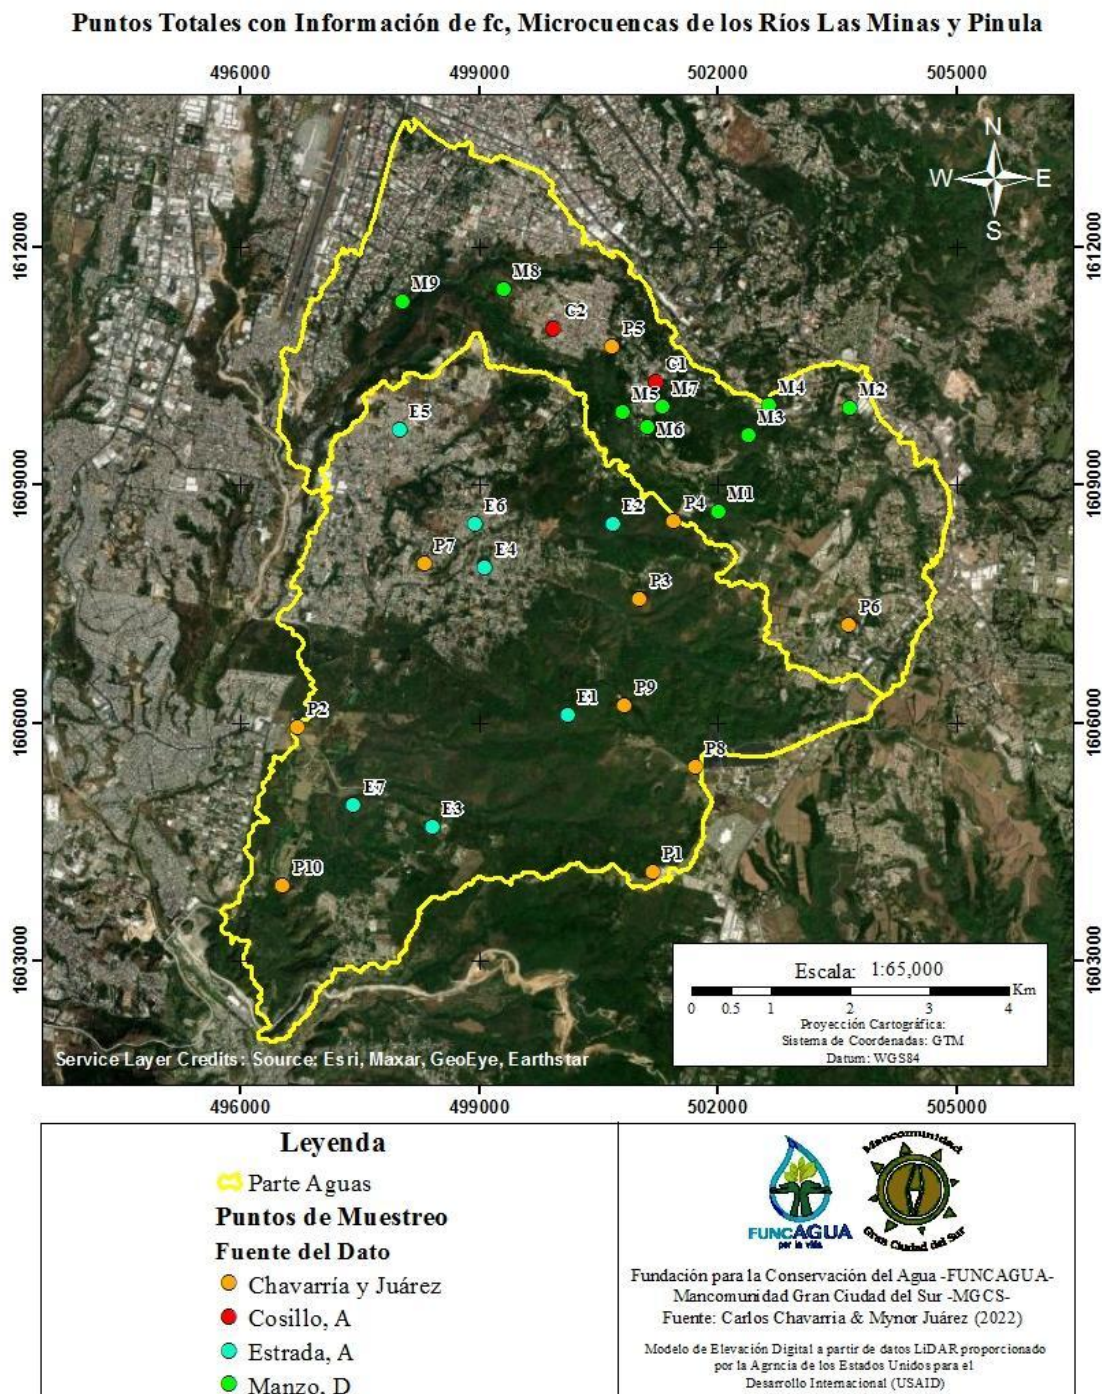 Puntos Totales con Información de fc, Microcuencas de los Ríos Las Minas y Pinula
496000 499000 502000 505000
N
W E
S
1612000 1612000
M9
M8
C2
P5
C1
M5
M7
M4
M2
M6
M3
E5
1609000 1609000
E6
E2
P4
M1
P7
E4
P3
P6
E1
P9
1606000 1606000
P2
P8
E7
E3
P1
P10
1603000 1603000
Escala: 1:65,000
Km
0 0.5 1 2 3 4
Proyección Cartográfica:
Sistema de Coordenadas: GTM
Datum: WGS84
Service Layer Credits: Source: Esri, Maxar, GeoEye, Earthstar
496000 499000 502000 505000
Leyenda
Parte Aguas
Puntos de Muestreo
Fuente del Dato
Chavarría y Juárez
Cosillo, A
Estrada, A
Manzo, D
FUNCAGUA
por la vida
Mancomunidad
Gran Ciudad del Sur
Fundación para la Conservación del Agua -FUNCAGUA-
Mancomunidad Gran Ciudad del Sur -MGCS-
Fuente: Carlos Chavarria & Mynor Juárez (2022)
Modelo de Elevación Digital a partir de datos LiDAR proporcionado
por la Agrncia de los Estados Unidos para el
Desarrollo Internacional (USAID)